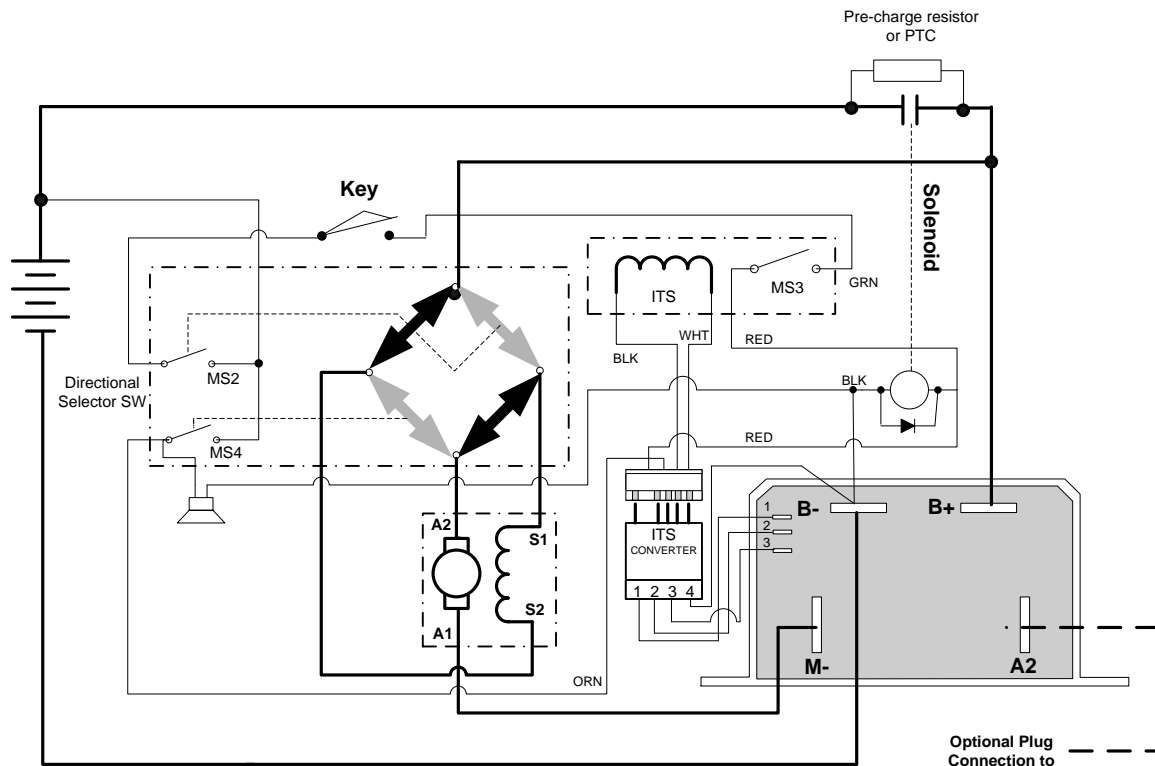 Pre-charge resistor
or PTC
Key
Solenoid
ITS
MS3
GRN
BLK
WHT
RED
MS2
Directional
Selector SW
MS4
BLK
RED
B-
B+
1
2
3
A2
S1
S2
A1
ITS
CONVERTER
1 2 3 4
M-
A2
ORN
Optional Plug
Connection to